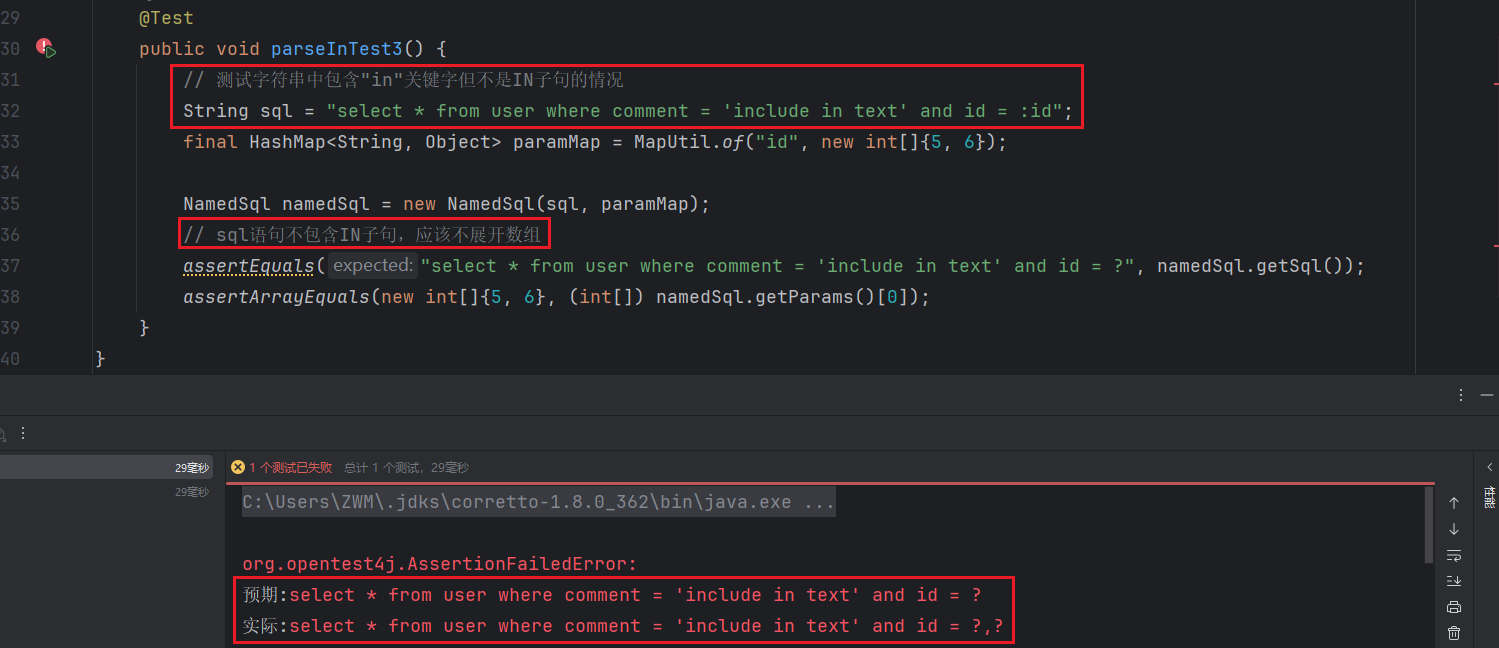 29 @Test
30 public void parseInTest3() {
31 // 测试字符串中包含"in"关键字但不是IN子句的情况
32 String sql = "select * from user where comment = 'include in text' and id = :id";
33 final HashMap<String, Object> paramMap = MapUtil.of("id", new int[]{5, 6});
34
35 NamedSql namedSql = new NamedSql(sql, paramMap);
36 // sql语句不包含IN子句，应该不展开数组
37 assertEquals( expected: "select * from user where comment = 'include in text' and id = ?", namedSql.getSql());
38 assertArrayEquals(new int[]{5, 6}, (int[]) namedSql.getParams()[0]);
39 }
40 }
29毫秒 1 个测试已失败 总计 1 个测试，29毫秒
29毫秒
性能
C:\Users\ZWM\.jdks\corretto-1.8.0_362\bin\java.exe ...
org.opentest4j.AssertionFailedError:
预期:select * from user where comment = 'include in text' and id = ?
实际:select * from user where comment = 'include in text' and id = ?,?